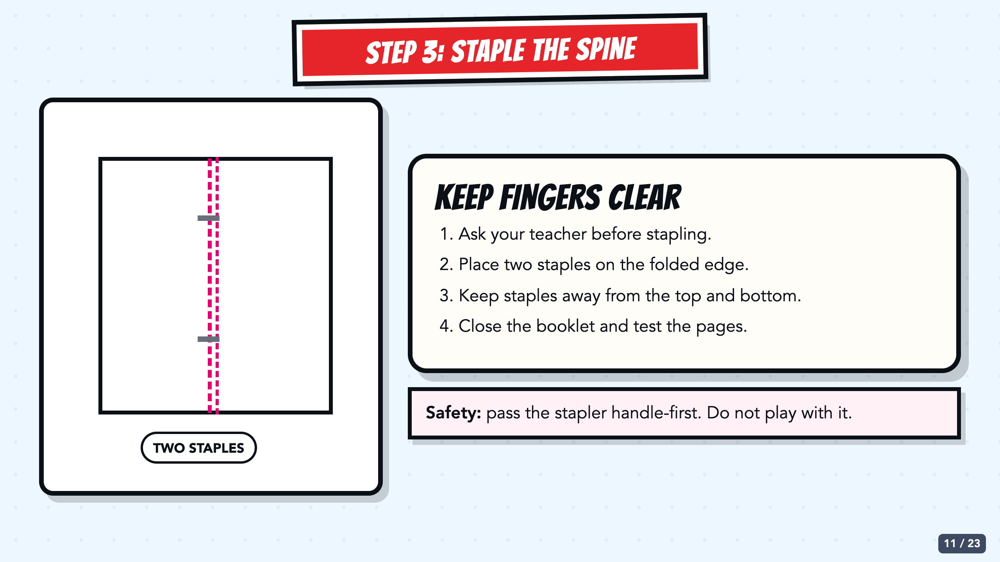 STEP 3: STAPLE THE SPINE
TWO STAPLES
KEEP FINGERS CLEAR
1. Ask your teacher before stapling.
2. Place two staples on the folded edge.
3. Keep staples away from the top and bottom.
4. Close the booklet and test the pages.
Safety: pass the stapler handle-first. Do not play with it.
11 / 23